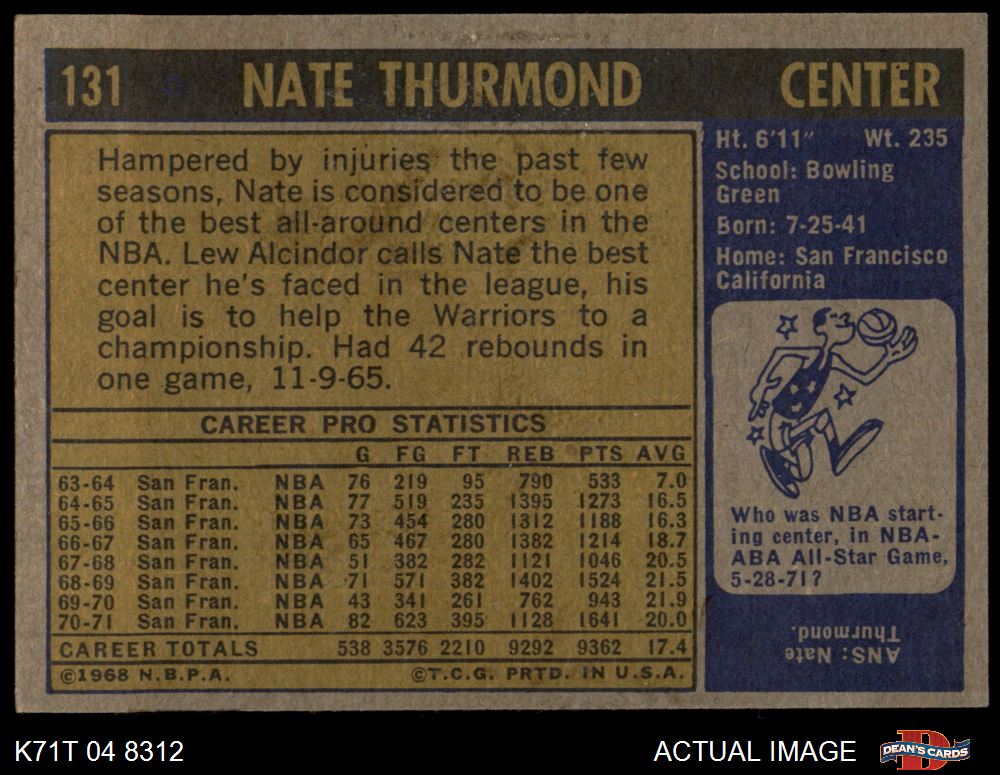 131 NATE THURMOND CENTER
Hampered by injuries the past few
seasons, Nate is considered to be one
of the best all-around centers in the
NBA. Lew Alcindor calls Nate the best
center he's faced in the league, his
goal is to help the Warriors to a
championship. Had 42 rebounds in
one game, 11-9-65.
CAREER PRO STATISTICS
G FG FT REB PTS AVG
63-64 San Fran. NBA 76 219 95 790 533 7.0
64-65 San Fran. NBA 77 519 235 1395 1273 16.5
65-66 San Fran. NBA 73 454 280 1312 1188 16.3
66-67 San Fran. NBA 65 467 280 1382 1214 18.7
67-68 San Fran. NBA 51 382 282 1121 1046 20.5
68-69 San Fran. NBA 71 571 382 1402 1524 21.5
69-70 San Fran. NBA 43 341 261 762 943 21.9
70-71 San Fran. NBA 82 623 395 1128 1641 20.0
CAREER TOTALS 538 3576 2210 9292 9362 17.4
©1968 N.B.P.A. ©T.C.G. PRTD. IN U.S.A.
Ht. 6'11" Wt. 235
School: Bowling
Green
Born: 7-25-41
Home: San Francisco
California
Who was NBA start-
ing center, in NBA-
ABA All-Star Game,
5-28-71?
ANS: Nate
Thurmond.
K71T 04 8312 ACTUAL IMAGE DEAN'S CARDS